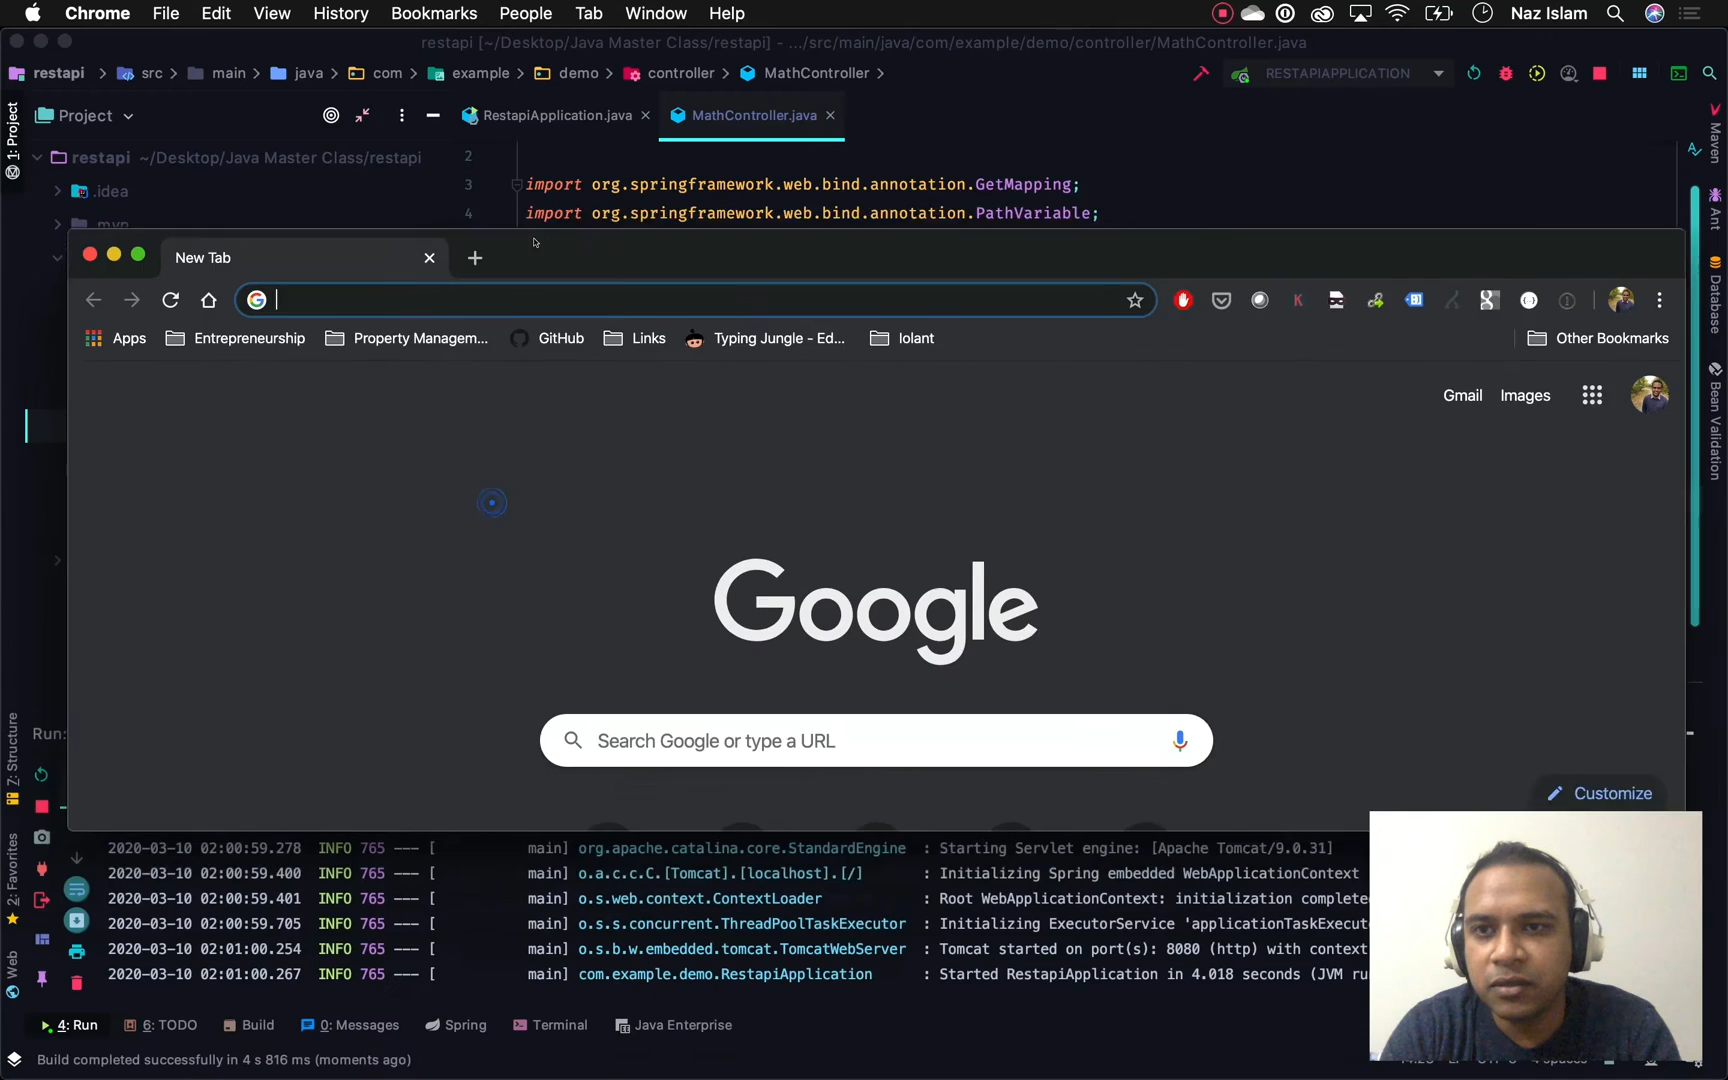 Chrome File Edit View History Bookmarks People Tab Window Help Naz Islam
restapi [~/Desktop/Java Master Class/restapi] - .../src/main/java/com/example/demo/controller/MathController.java
restapi src main java com example demo controller MathController RESTAPIAPPLICATION
1: Project
Project
RestapiApplication.java
MathController.java
Maven
restapi ~/Desktop/Java Master Class/restapi
2
.idea
3 import org.springframework.web.bind.annotation.GetMapping;
4 import org.springframework.web.bind.annotation.PathVariable;
Ant
New Tab
Database
Apps Entrepreneurship Property Managem... GitHub Links Typing Jungle - Ed... Iolant Other Bookmarks
Bean Validation
Gmail Images
Google
Search Google or type a URL
Customize
Z: Structure
Run:
2: Favorites
Web
2020-03-10 02:00:59.278 INFO 765 --- [ main] org.apache.catalina.core.StandardEngine : Starting Servlet engine: [Apache Tomcat/9.0.31]
2020-03-10 02:00:59.400 INFO 765 --- [ main] o.a.c.c.C.[Tomcat].[localhost].[/] : Initializing Spring embedded WebApplicationContext
2020-03-10 02:00:59.401 INFO 765 --- [ main] o.s.web.context.ContextLoader : Root WebApplicationContext: initialization complete
2020-03-10 02:00:59.705 INFO 765 --- [ main] o.s.s.concurrent.ThreadPoolTaskExecutor : Initializing ExecutorService 'applicationTaskExecut
2020-03-10 02:01:00.254 INFO 765 --- [ main] o.s.b.w.embedded.tomcat.TomcatWebServer : Tomcat started on port(s): 8080 (http) with context
2020-03-10 02:01:00.267 INFO 765 --- [ main] com.example.demo.RestapiApplication : Started RestapiApplication in 4.018 seconds (JVM ru
4: Run 6: TODO Build 0: Messages Spring Terminal Java Enterprise
Build completed successfully in 4 s 816 ms (moments ago)